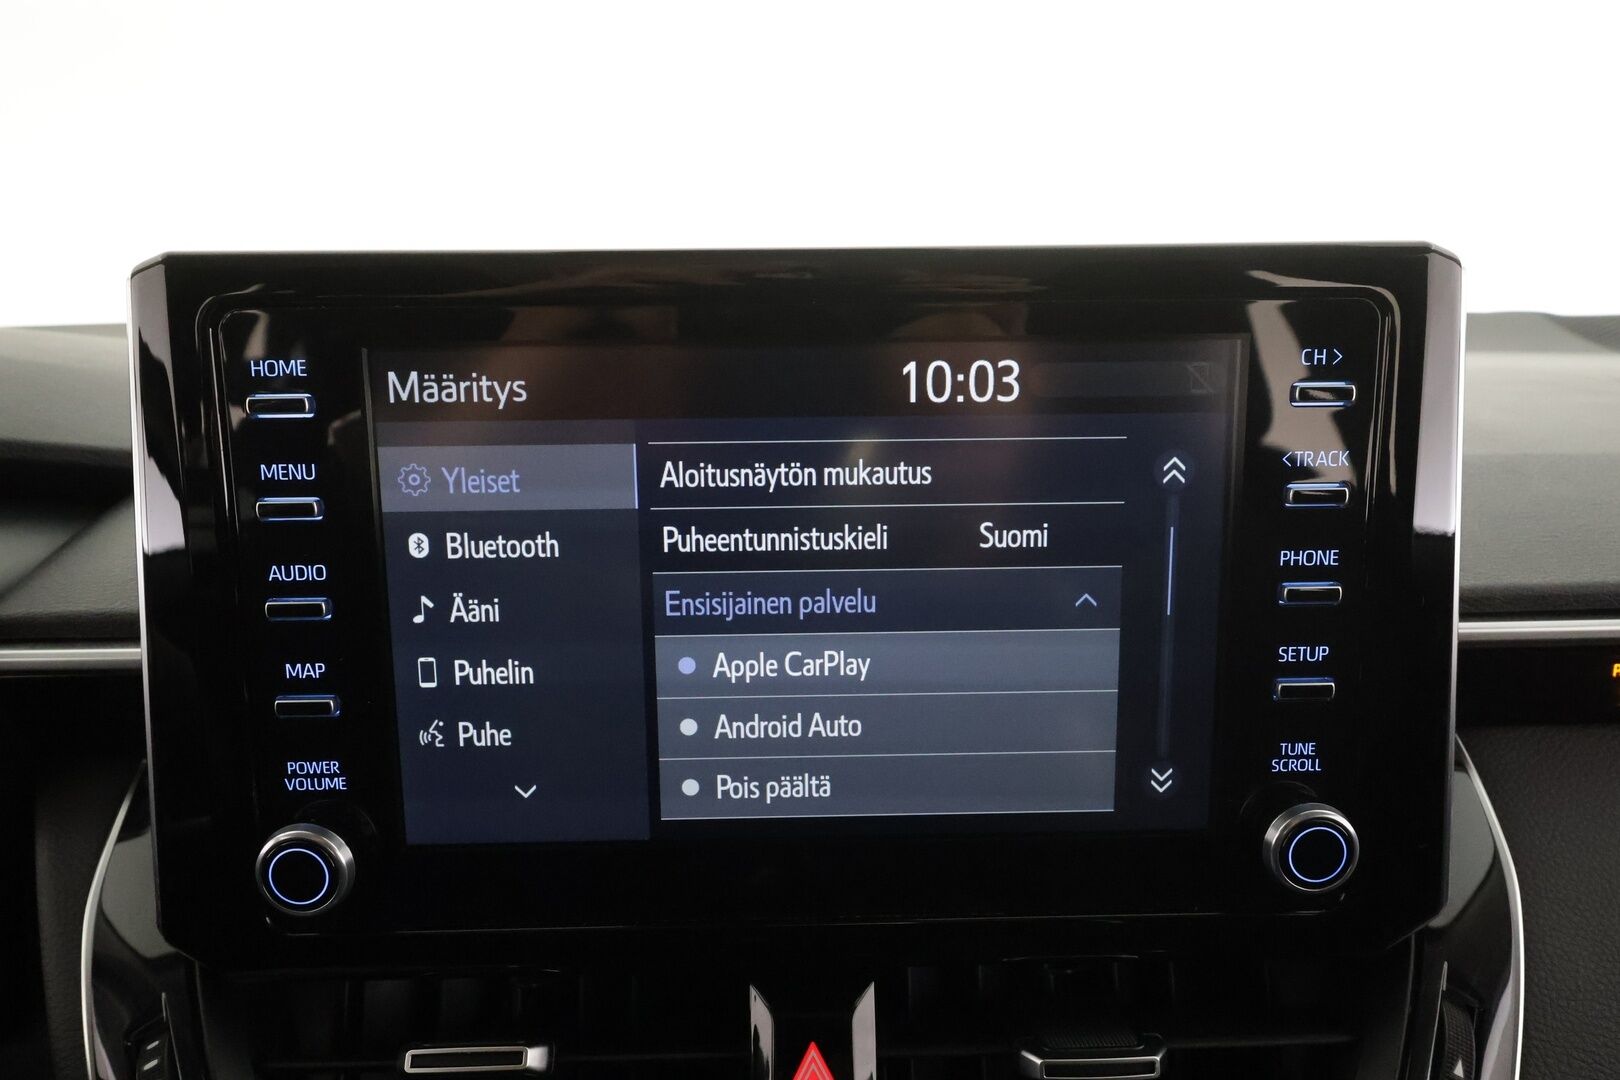 HOME
MENU
AUDIO
MAP
POWER
VOLUME
Määritys
10:03
Yleiset
Bluetooth
Ääni
Puhelin
Puhe
Aloitusnäytön mukautus
Puheentunnistuskieli Suomi
Ensisijainen palvelu
Apple CarPlay
Android Auto
Pois päältä
CH >
<TRACK
PHONE
SETUP
TUNE
SCROLL